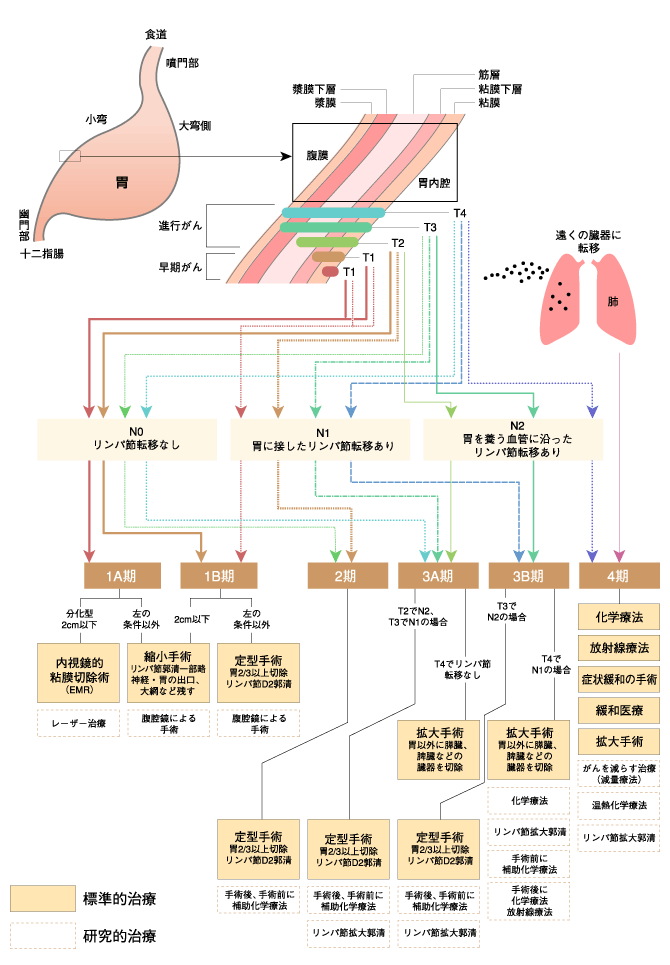 食道
噴門部
小弯
大弯側
胃
幽門部
十二指腸
筋層
漿膜下層
粘膜下層
漿膜
粘膜
腹膜
胃内腔
進行がん
早期がん
T4
T3
T2
T1
T1
遠くの臓器に
転移
肺
N0
リンパ節転移なし
N1
胃に接したリンパ節転移あり
N2
胃を養う血管に沿った
リンパ節転移あり
1A期
1B期
2期
3A期
3B期
4期
分化型
2cm以下
左の
条件以外
2cm以下
左の
条件以外
T2でN2、
T3でN1の場合
T4でリンパ節
転移なし
T3で
N2の場合
T4で
N1の場合
内視鏡的
粘膜切除術
(EMR)
レーザー治療
縮小手術
リンパ節郭清一部略
神経・胃の出口、
大網など残す
腹腔鏡による
手術
定型手術
胃2/3以上切除
リンパ節D2郭清
腹腔鏡による
手術
化学療法
放射線療法
症状緩和の手術
緩和医療
拡大手術
がんを減らす治療
(減量療法)
温熱化学療法
リンパ節拡大郭清
拡大手術
胃以外に膵臓、
脾臓などの
臓器を切除
拡大手術
胃以外に膵臓、
脾臓などの
臓器を切除
化学療法
リンパ節拡大郭清
手術前に
補助化学療法
手術後に
化学療法
放射線療法
定型手術
胃2/3以上切除
リンパ節D2郭清
手術後、手術前に
補助化学療法
定型手術
胃2/3以上切除
リンパ節D2郭清
手術後、手術前に
補助化学療法
リンパ節拡大郭清
定型手術
胃2/3以上切除
リンパ節D2郭清
手術後、手術前に
補助化学療法
リンパ節拡大郭清
標準的治療
研究的治療